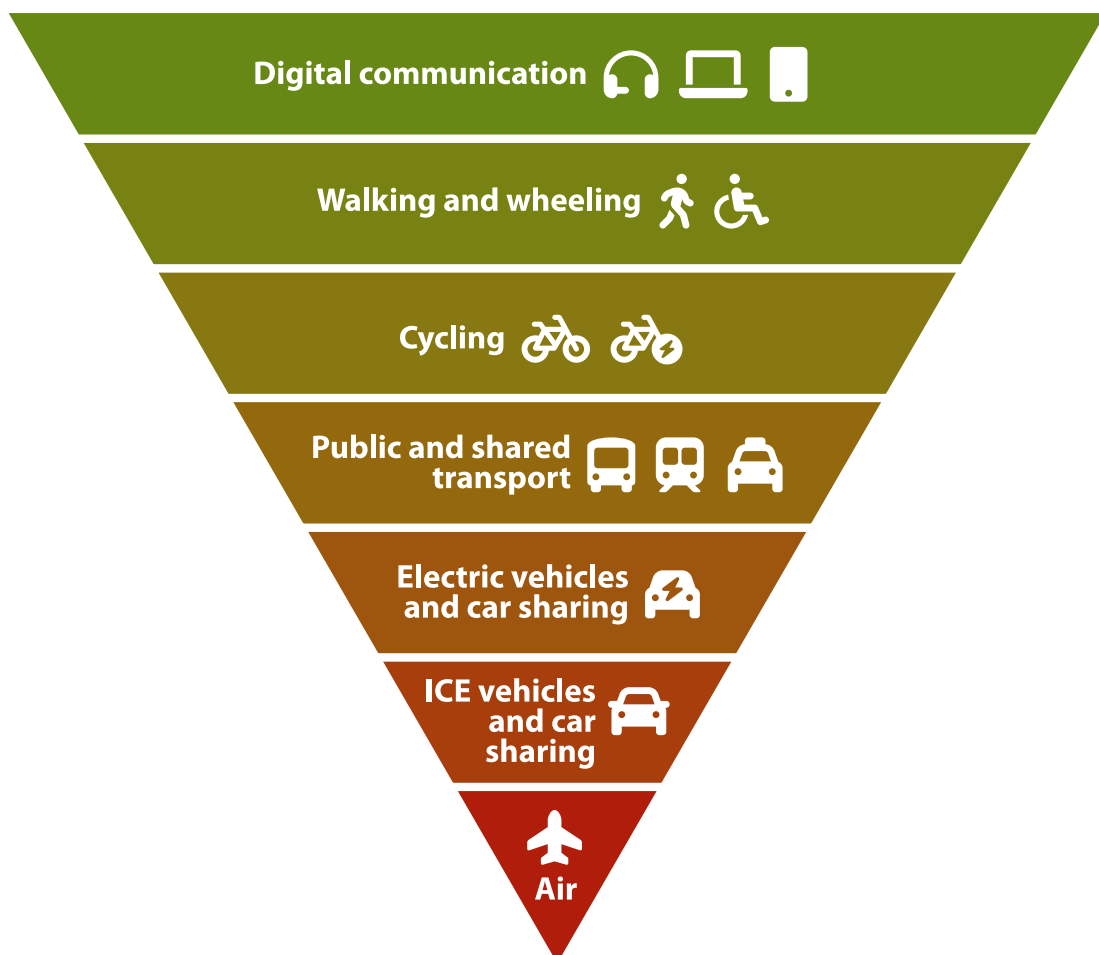 Digital communication
Walking and wheeling
Cycling
Public and shared
transport
Electric vehicles
and car sharing
ICE vehicles
and car
sharing
Air